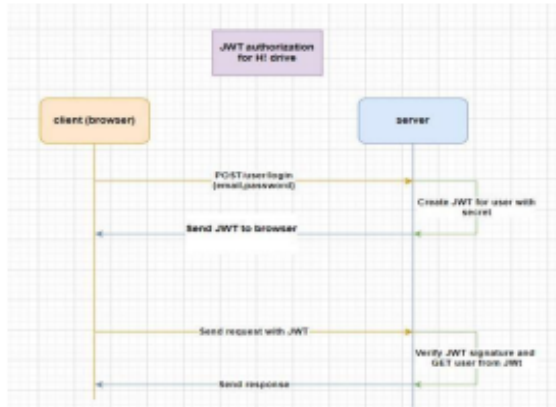 JWT authorization
for H! drive
client (browser)
server
POST/user/login
(email,password)
Create JWT for user with
secret
Send JWT to browser
Send request with JWT
Verify JWT signature and
GET user from JWt
Send response